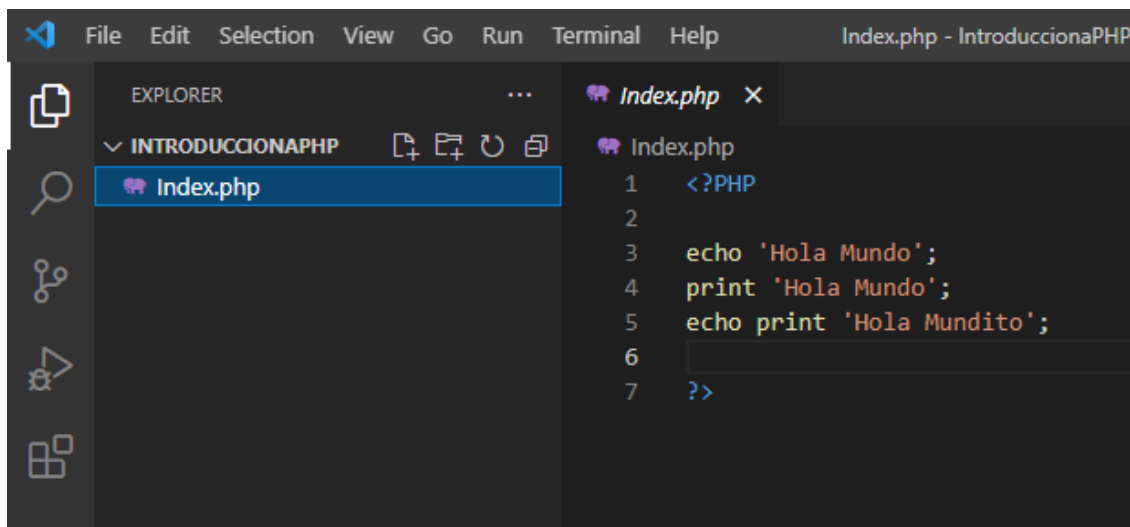 File Edit Selection View Go Run Terminal Help Index.php - IntroduccionaPHP
EXPLORER
INTRODUCCIONAPHP
Index.php
Index.php
Index.php
1 <?PHP
2
3 echo 'Hola Mundo';
4 print 'Hola Mundo';
5 echo print 'Hola Mundito';
6
7 ?>